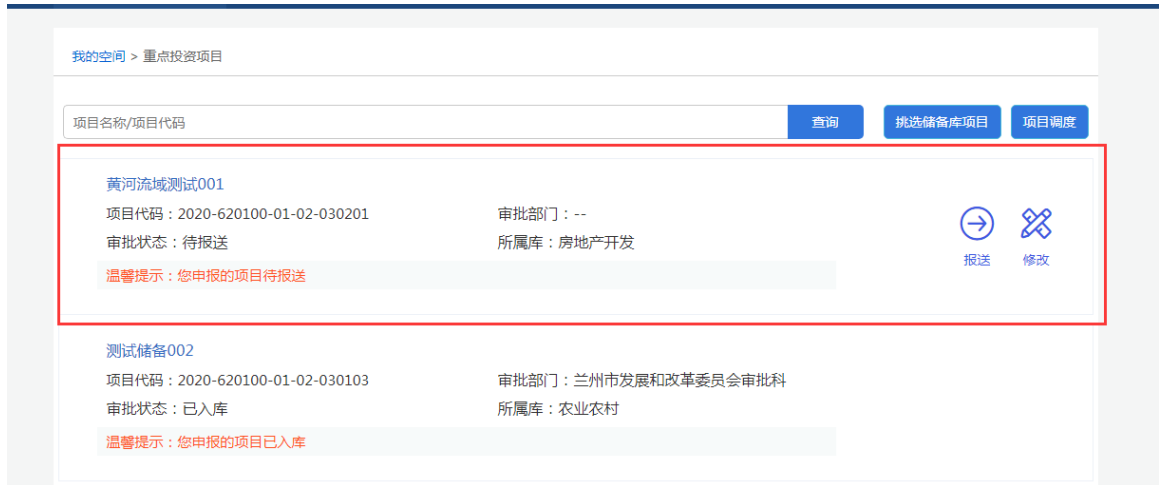 我的空间 > 重点投资项目
项目名称/项目代码 查询 挑选储备库项目 项目调度
黄河流域测试001
项目代码：2020-620100-01-02-030201 审批部门：--
审批状态：待报送 所属库：房地产开发
报送 修改
温馨提示：您申报的项目待报送
测试储备002
项目代码：2020-620100-01-02-030103 审批部门：兰州市发展和改革委员会审批科
审批状态：已入库 所属库：农业农村
温馨提示：您申报的项目已入库